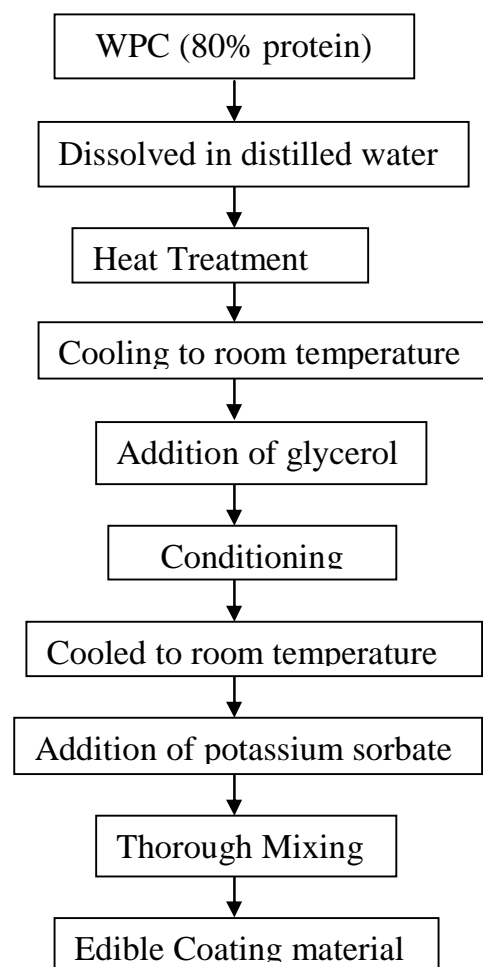 WPC (80% protein)
Dissolved in distilled water
Heat Treatment
Cooling to room temperature
Addition of glycerol
Conditioning
Cooled to room temperature
Addition of potassium sorbate
Thorough Mixing
Edible Coating material